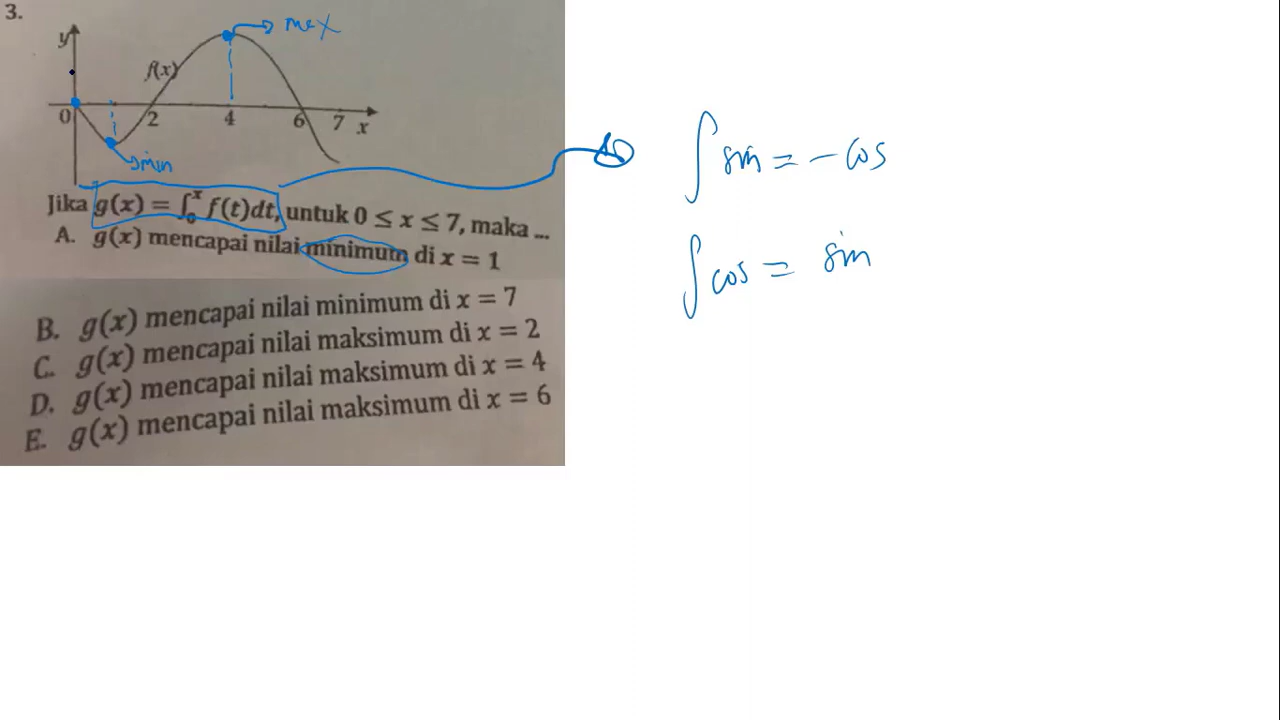 3.
y
max
f(x)
0 2 4 6 7 x
min
Jika g(x) = ∫₀ˣ f(t)dt, untuk 0 ≤ x ≤ 7, maka ...
A. g(x) mencapai nilai minimum di x = 1
B. g(x) mencapai nilai minimum di x = 7
C. g(x) mencapai nilai maksimum di x = 2
D. g(x) mencapai nilai maksimum di x = 4
E. g(x) mencapai nilai maksimum di x = 6
∫ sin = - cos
∫ cos = sin